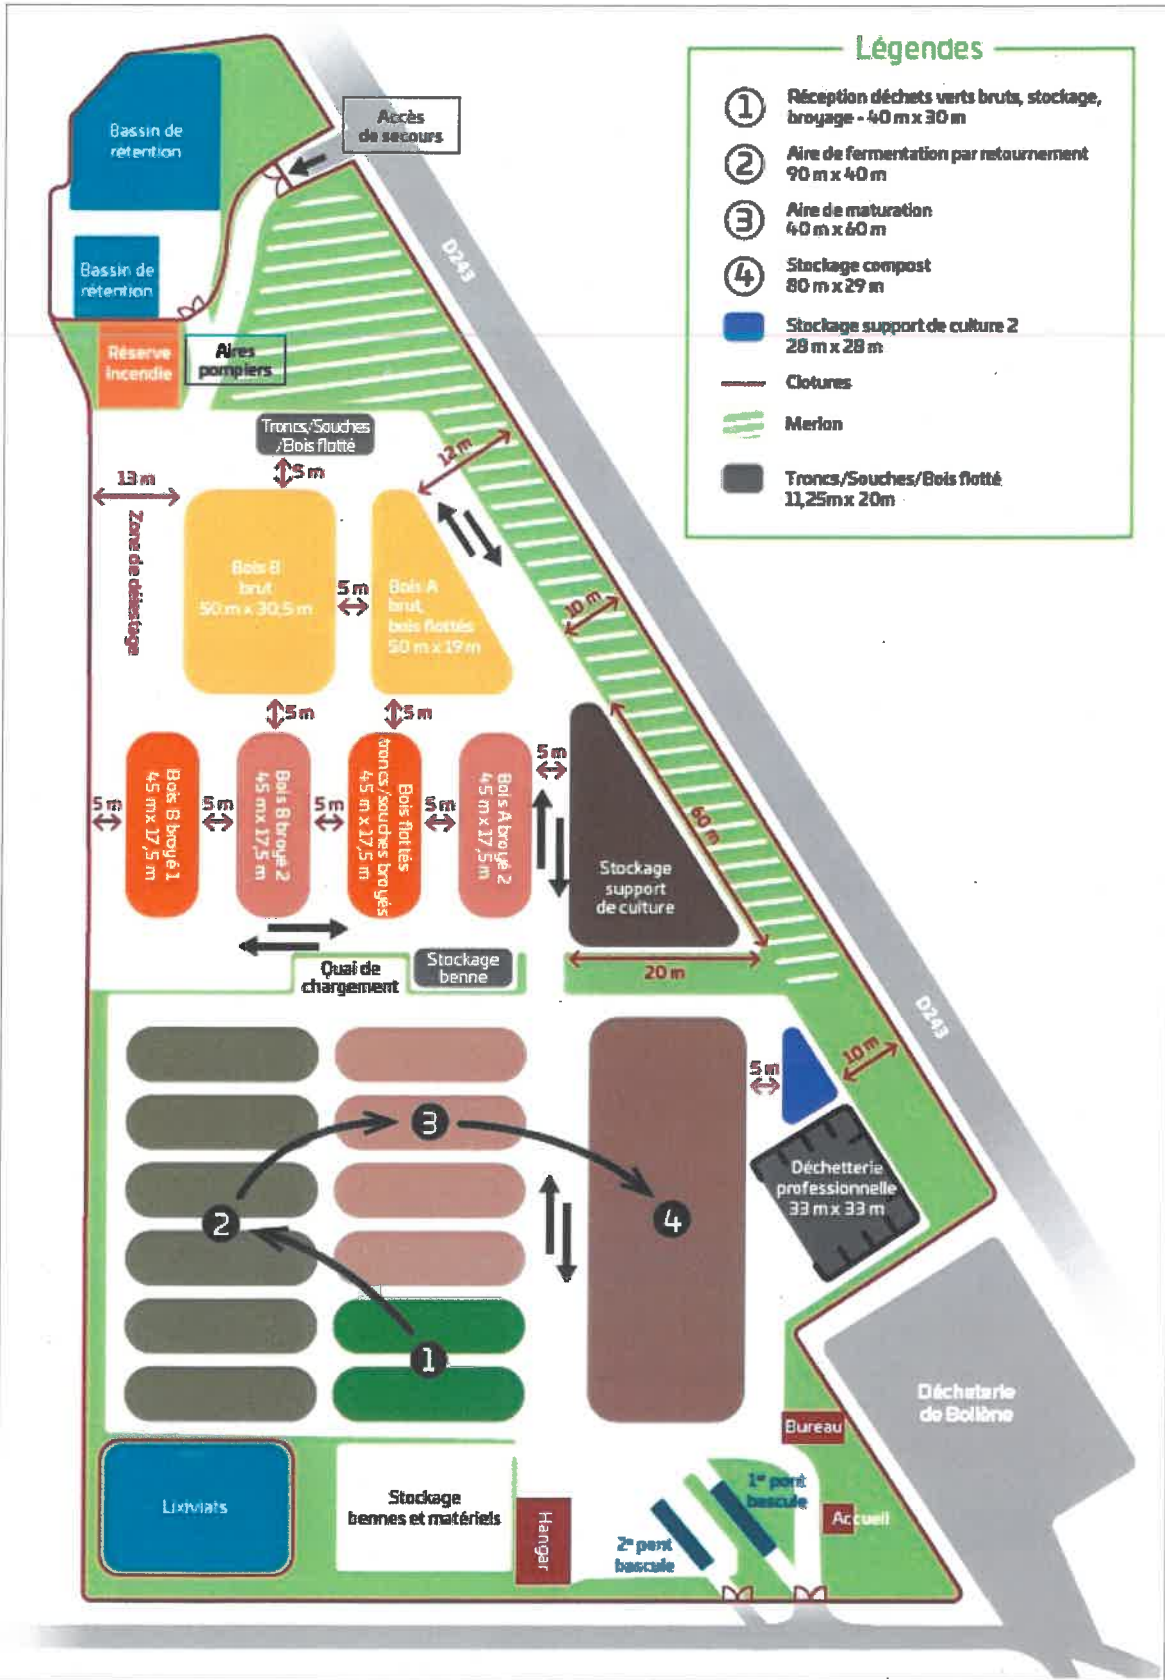 Légendes
1
Réception déchets verts bruts, stockage,
broyage - 40 m x 30 m
2
Aire de fermentation par retournement
90 m x 40 m
3
Aire de maturation
40 m x 60 m
4
Stockage compost
80 m x 29 m
Stockage support de culture 2
28 m x 28 m
Clotures
Merlon
Troncs/Souches/Bois flotté
11,25m x 20m
Bassin de
rétention
Accès
de secours
D243
Bassin de
rétention
Réserve
Incendie
Aires
pompiers
Troncs/Souches
/Bois flotté
5 m
12 m
13 m
Zone de délestage
Bois B
brut
50 m x 30,5 m
5 m
Bois A
brut,
bois flottés
50 m x 19 m
10 m
5 m
5 m
5 m
Bois B broyé 1
45 m x 17,5 m
5 m
Bois B broyé 2
45 m x 17,5 m
5 m
Bois flottés
troncs/souches broyés
45 m x 17,5 m
5 m
Bois A broyé 2
45 m x 17,5 m
5 m
Stockage
support
de culture
60 m
20 m
Quai de
chargement
Stockage
benne
D243
10 m
5 m
3
2
4
1
Déchetterie
professionnelle
33 m x 33 m
Déchèterie
de Bollène
Bureau
Lixiviats
Stockage
bennes et matériels
Hangar
1er pont
bascule
2e pont
bascule
Accueil